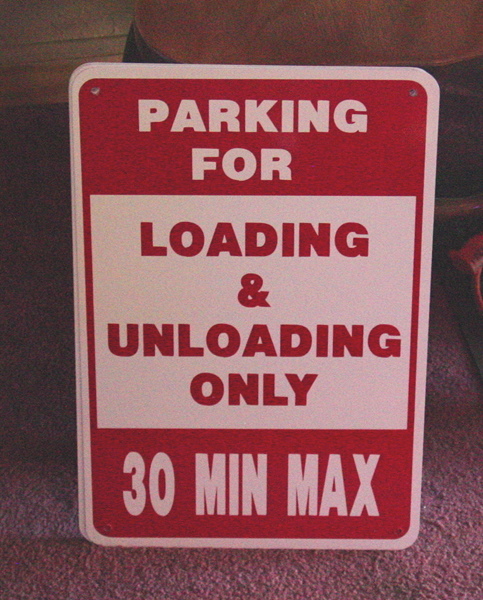 PARKING
FOR
LOADING
&
UNLOADING
ONLY
30 MIN MAX